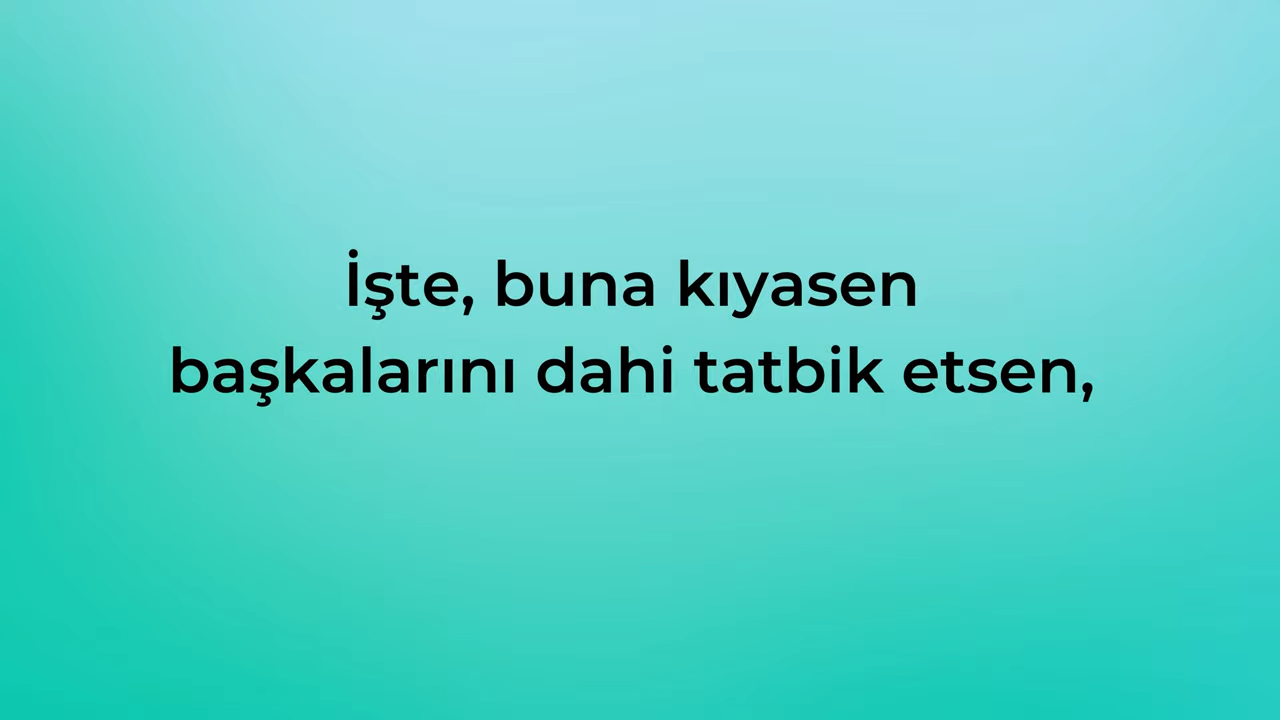 İşte, buna kıyasen
başkalarını dahi tatbik etsen,